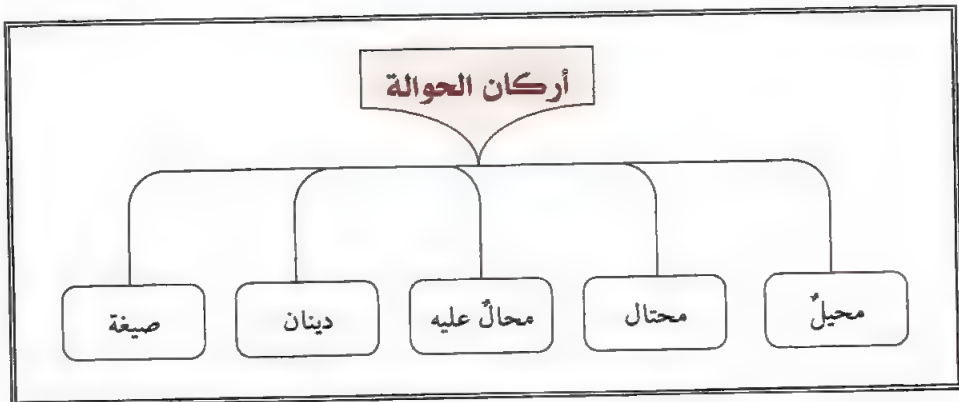 أركان الحوالة
محيلٌ
محتال
محالٌ عليه
دينان
صيغة